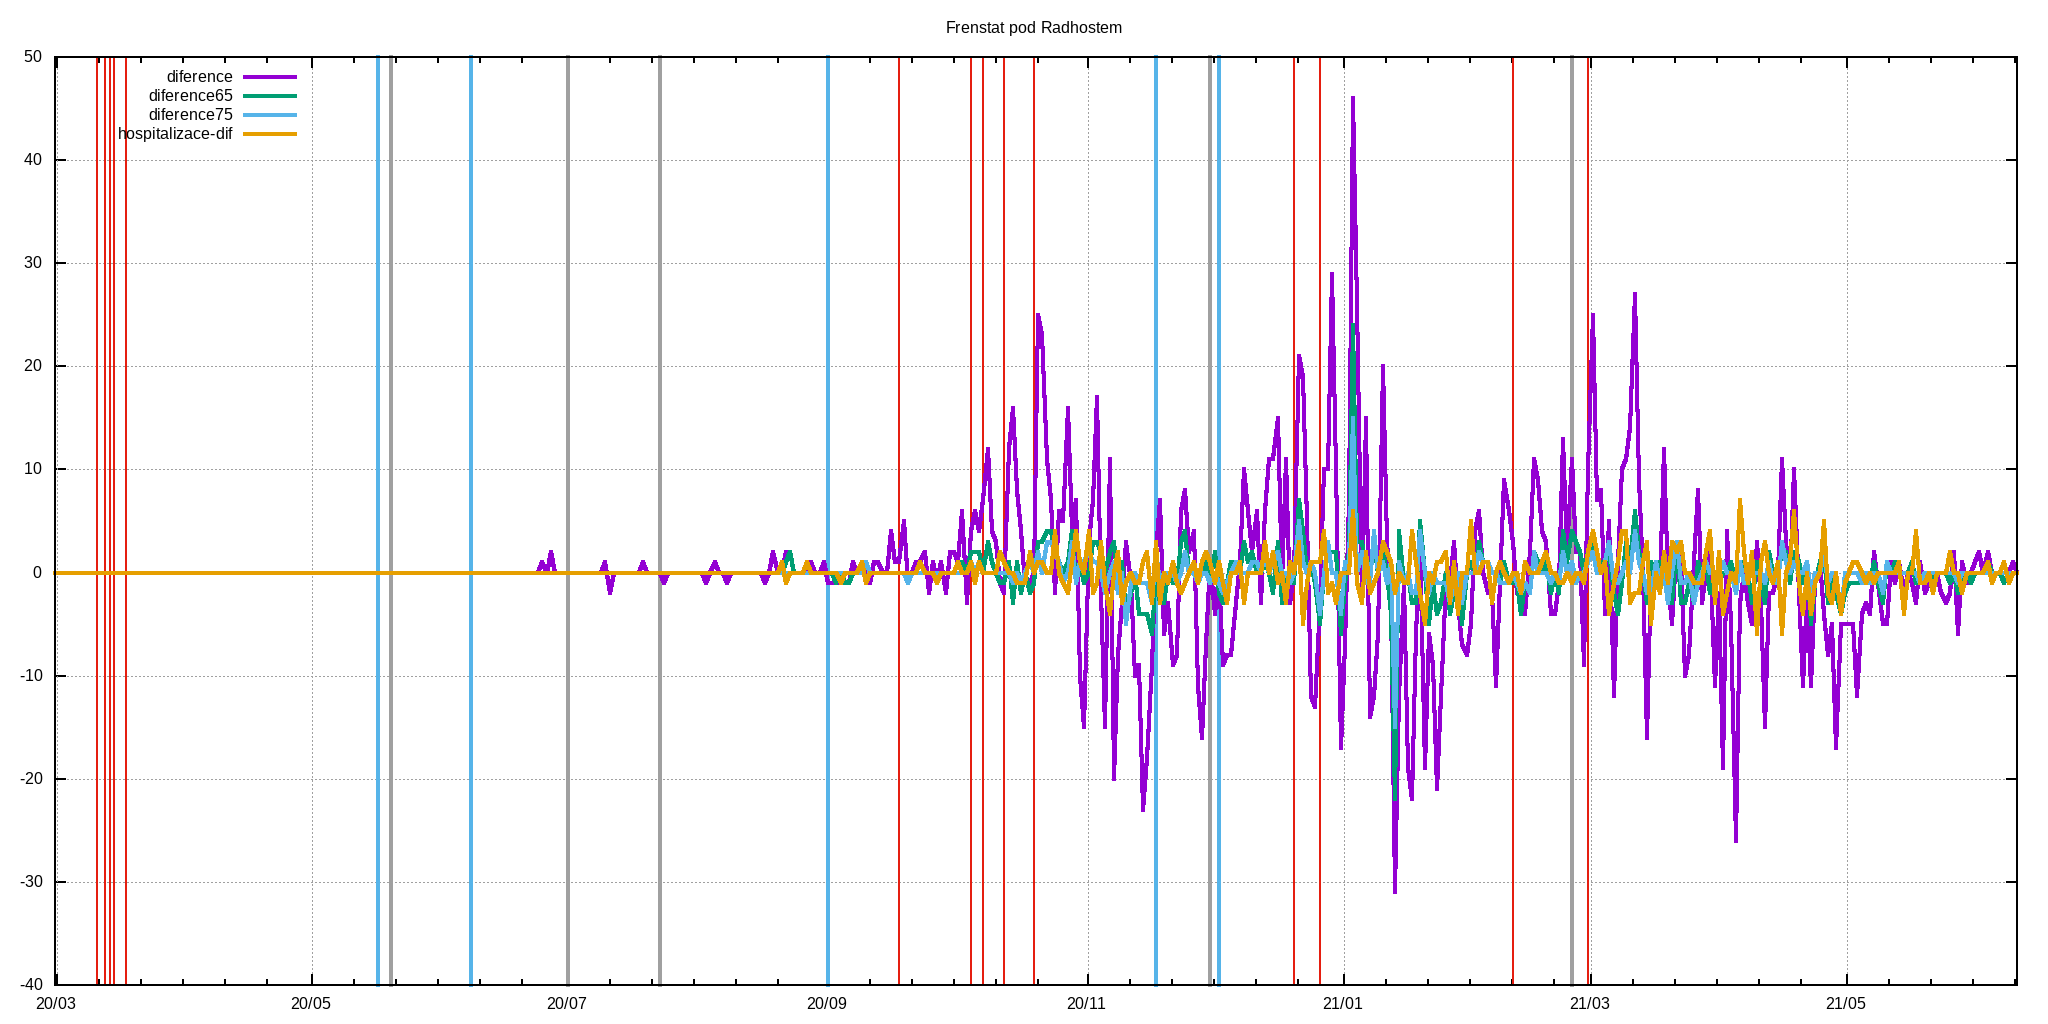 Frenstat pod Radhostem
50
diference
diference65
diference75
hospitalizace-dif
40
30
20
10
0
-10
-20
-30
-40
20/03 20/05 20/07 20/09 20/11 21/01 21/03 21/05